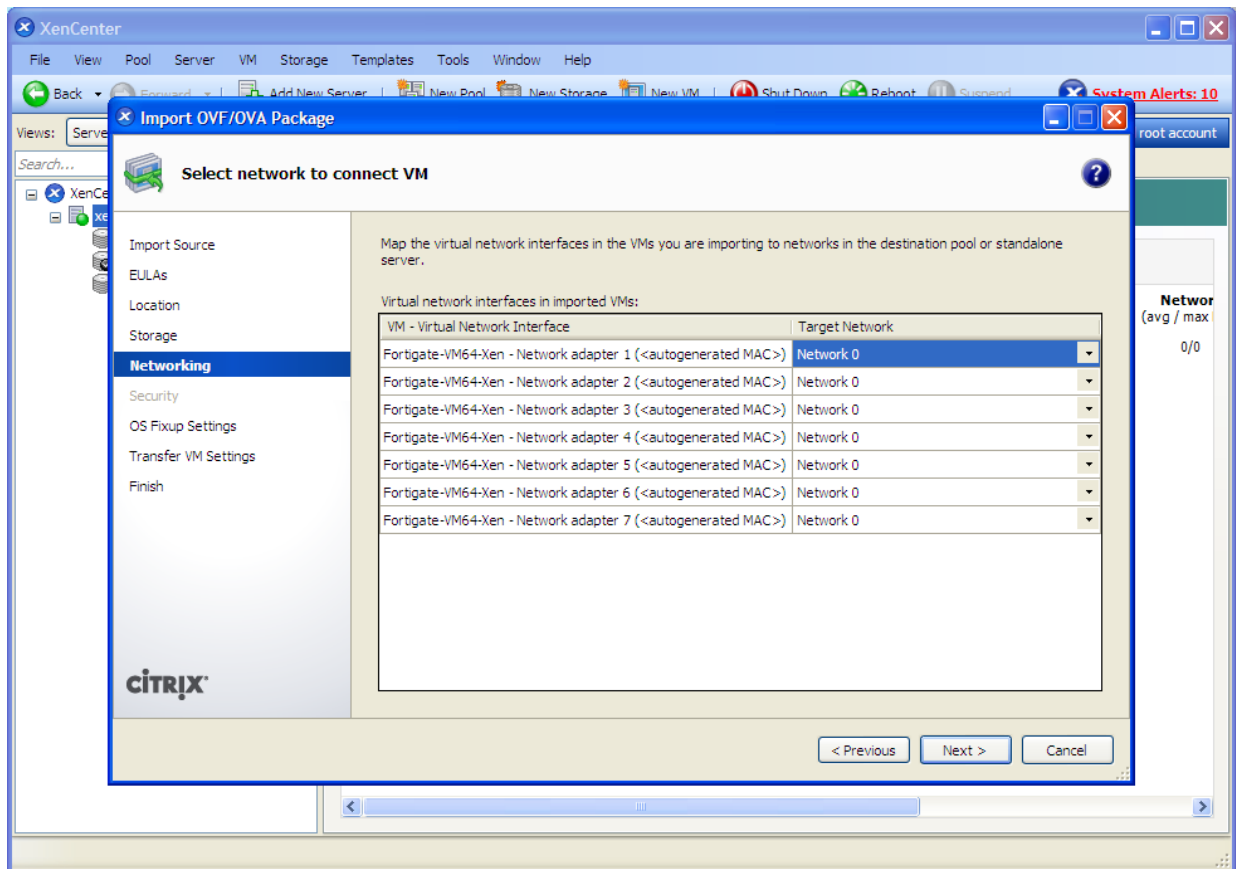 XenCenter
File View Pool Server VM Storage Templates Tools Window Help
Back Forward Add New Server New Pool New Storage New VM Shut Down Reboot Suspend System Alerts: 10
Import OVF/OVA Package
Views: Serve
root account
Search...
Select network to connect VM
?
XenCe
xe
Import Source
EULAs
Location
Storage
Networking
Security
OS Fixup Settings
Transfer VM Settings
Finish
CİTRIX
Map the virtual network interfaces in the VMs you are importing to networks in the destination pool or standalone
server.
Virtual network interfaces in imported VMs:
VM - Virtual Network Interface Target Network
Fortigate-VM64-Xen - Network adapter 1 (<autogenerated MAC>) Network 0
Fortigate-VM64-Xen - Network adapter 2 (<autogenerated MAC>) Network 0
Fortigate-VM64-Xen - Network adapter 3 (<autogenerated MAC>) Network 0
Fortigate-VM64-Xen - Network adapter 4 (<autogenerated MAC>) Network 0
Fortigate-VM64-Xen - Network adapter 5 (<autogenerated MAC>) Network 0
Fortigate-VM64-Xen - Network adapter 6 (<autogenerated MAC>) Network 0
Fortigate-VM64-Xen - Network adapter 7 (<autogenerated MAC>) Network 0
Networ
(avg / max
0/0
< Previous Next > Cancel